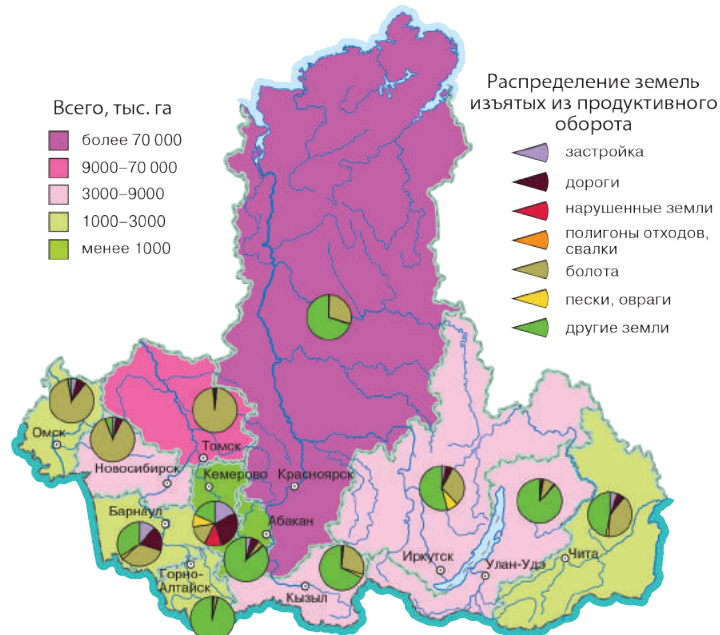 Всего, тыс. га
более 70 000
9000–70 000
3000–9000
1000–3000
менее 1000
Распределение земель
изъятых из продуктивного
оборота
застройка
дороги
нарушенные земли
полигоны отходов,
свалки
болота
пески, овраги
другие земли
Омск
Томск
Новосибирск
Кемерово
Красноярск
Барнаул
Абакан
Горно-
Алтайск
Кызыл
Иркутск
Улан-Удэ
Чита